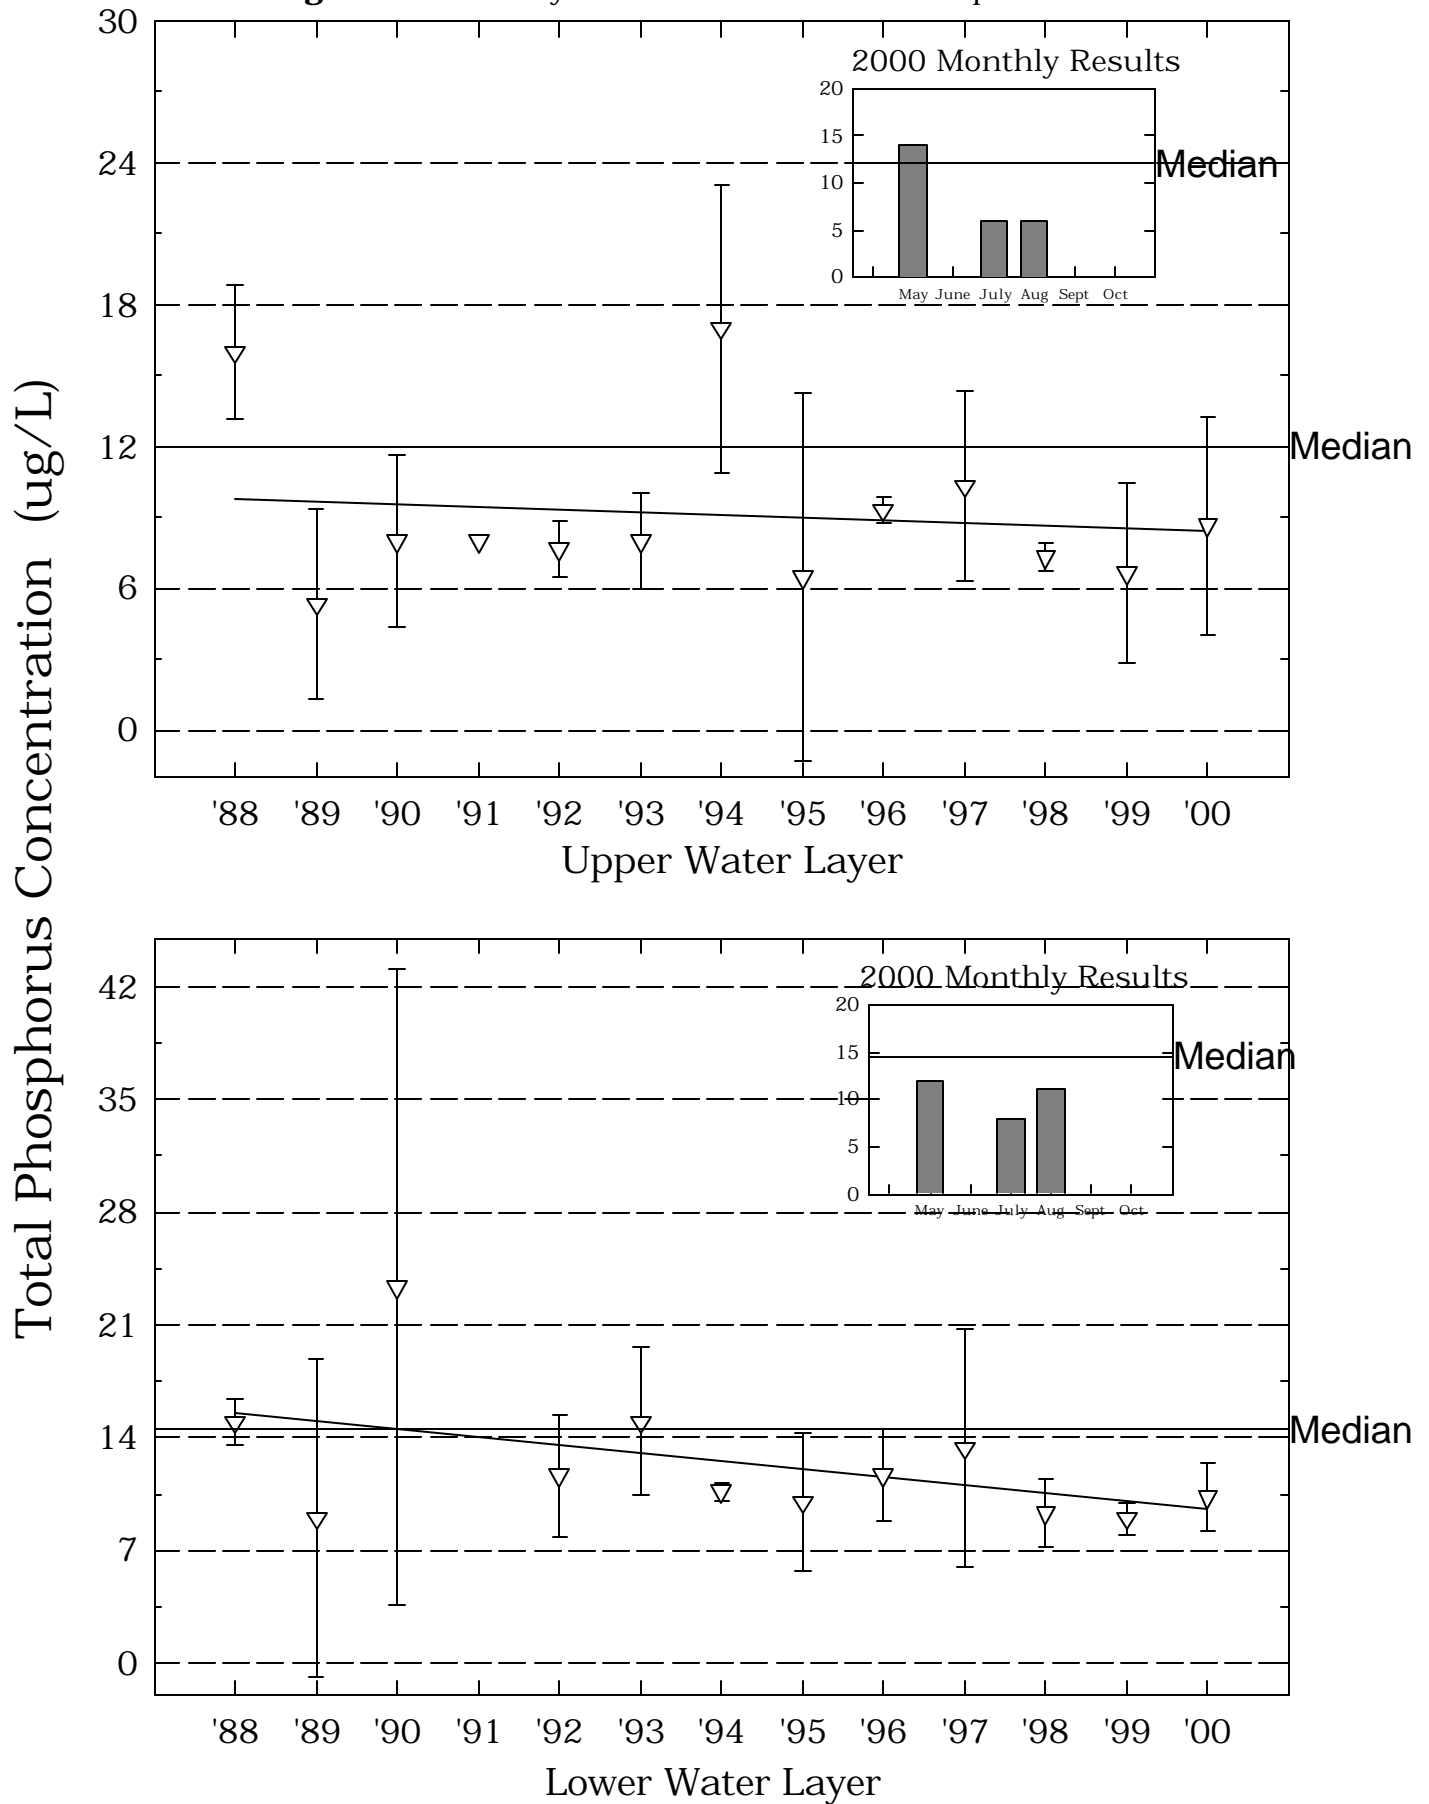 30
2000 Monthly Results
20
15
24
Median
10
5
0
May June July Aug Sept Oct
18
12
Median
6
0
'88 '89 '90 '91 '92 '93 '94 '95 '96 '97 '98 '99 '00
Upper Water Layer
Total Phosphorus Concentration (ug/L)
2000 Monthly Results
42
20
15
Median
35
10
5
0
28
May June July Aug Sept Oct
21
14
Median
7
0
'88 '89 '90 '91 '92 '93 '94 '95 '96 '97 '98 '99 '00
Lower Water Layer